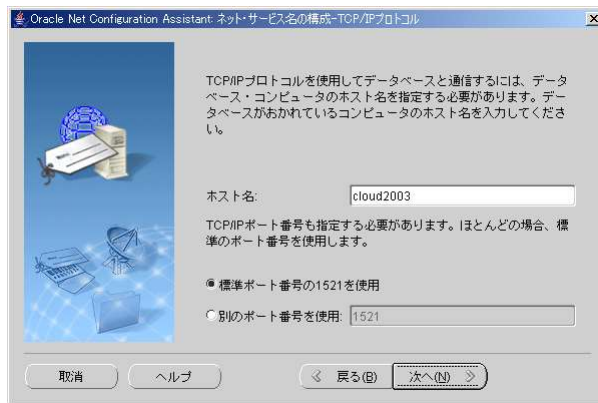 Oracle Net Configuration Assistant: ネット・サービス名の構成-TCP/IPプロトコル
TCP/IPプロトコルを使用してデータベースと通信するには、データ
ベース・コンピュータのホスト名を指定する必要があります。デー
タベースがおかれているコンピュータのホスト名を入力してくださ
い。
ホスト名: cloud2003
TCP/IPポート番号も指定する必要があります。ほとんどの場合、標
準のポート番号を使用します。
標準ポート番号の1521を使用
別のポート番号を使用: 1521
取消 ヘルプ 戻る(B) 次へ(N)